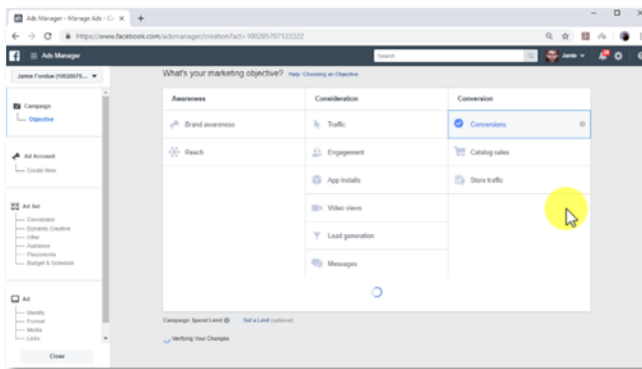 Ads Manager - Manage Ads - Co
https://www.facebook.com/adsmanager/creation?act=100285707122222
Ads Manager
Search
Jamie
Jamie Fondue (10028570...
What's your marketing objective? Help: Choosing an Objective
Campaign
Objective
Ad Account
Create New
Ad Set
Conversion
Dynamic Creative
Offer
Audience
Placements
Budget & Schedule
Ad
Identity
Format
Media
Links
Close
Awareness
Brand awareness
Reach
Consideration
Traffic
Engagement
App installs
Video views
Lead generation
Messages
Conversion
Conversions
Catalog sales
Store traffic
Campaign Spend Limit Set a Limit (optional)
Verifying Your Changes